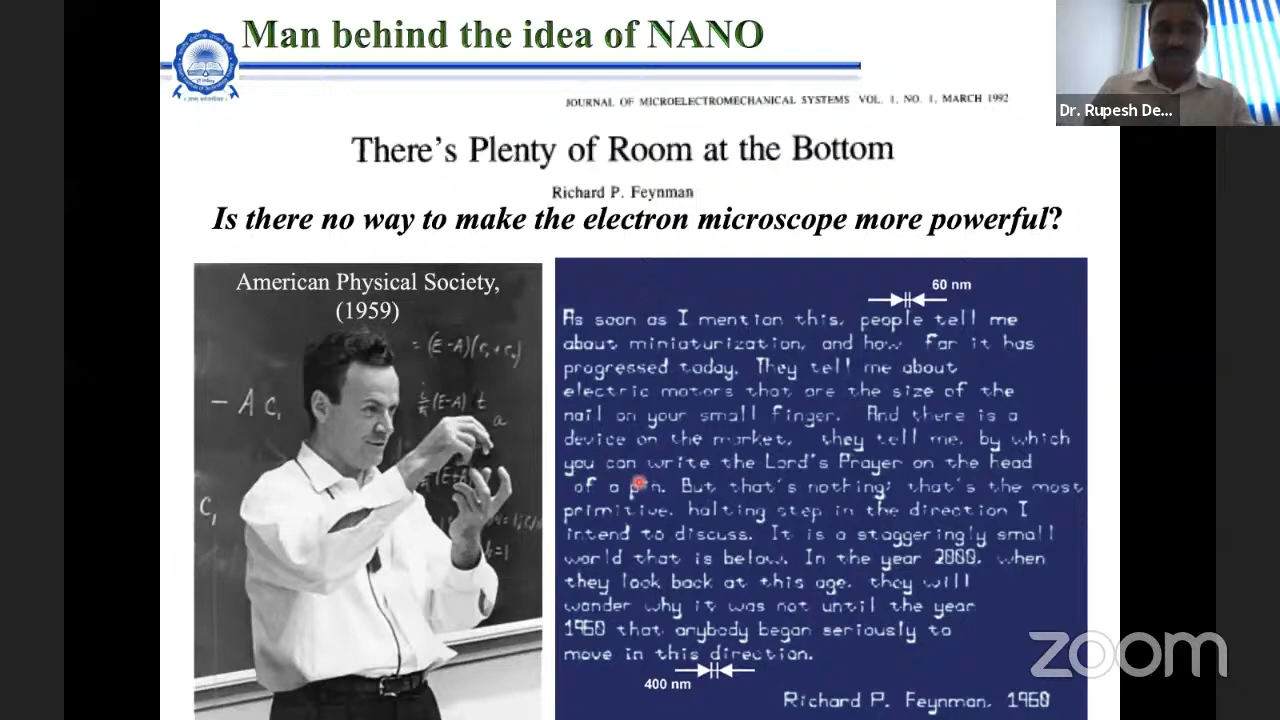 Man behind the idea of NANO
Dr. Rupesh De...
JOURNAL OF MICROELECTROMECHANICAL SYSTEMS VOL. 1, NO. 1, MARCH 1992
There's Plenty of Room at the Bottom
Richard P. Feynman
Is there no way to make the electron microscope more powerful?
American Physical Society,
(1959)
= (E-A)(
- A C₁
(E-A) t
a
C₁
60 nm
As soon as I mention this, people tell me
about miniaturization, and how far it has
progressed today. They tell me about
electric motors that are the size of the
nail on your small finger. And there is a
device on the market, they tell me, by which
you can write the Lord's Prayer on the head
of a pin. But that's nothing; that's the most
primitive, halting step in the direction I
intend to discuss. It is a staggeringly small
world that is below. In the year 2000, when
they look back at this age, they will
wonder why it was not until the year
1960 that anybody began seriously to
move in this direction.
400 nm
Richard P. Feynman, 1960
zoom